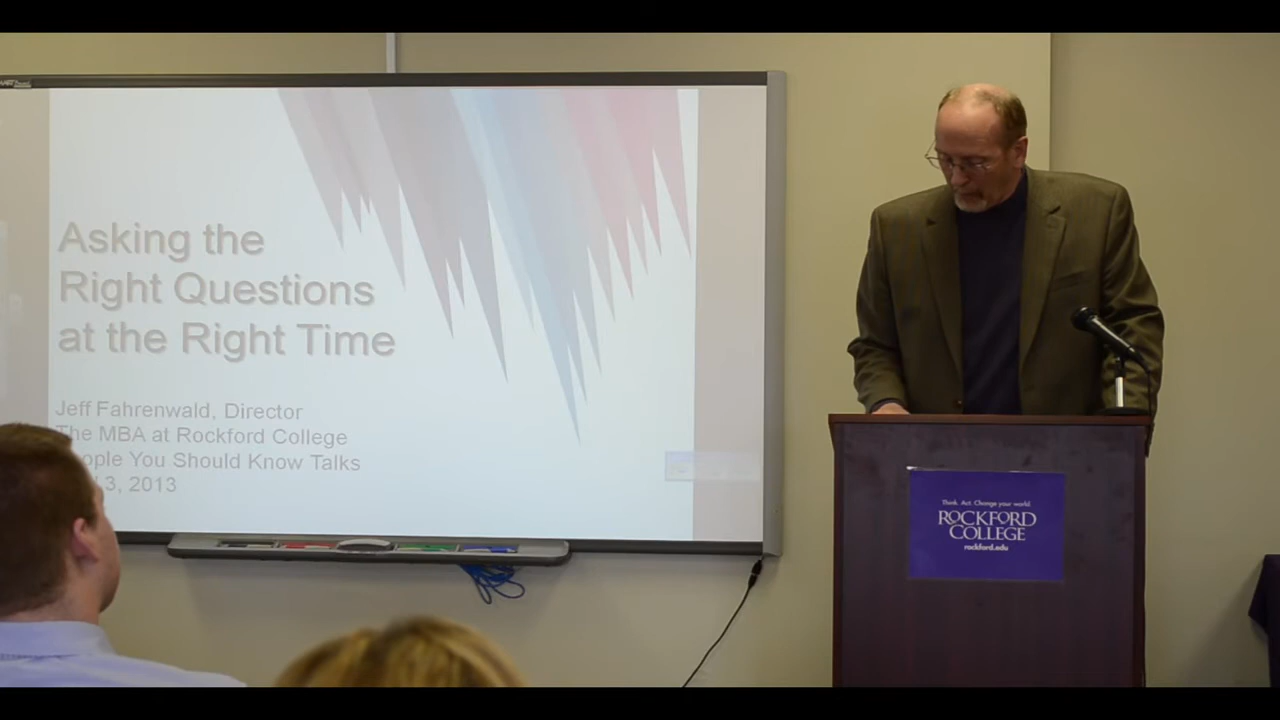 Asking the
Right Questions
at the Right Time
Jeff Fahrenwald, Director
The MBA at Rockford College
People You Should Know Talks
3, 2013
Think. Act. Change your world.
ROCKFORD
COLLEGE
rockford.edu